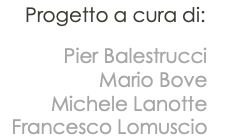 Progetto a cura di:
Pier Balestrucci
Mario Bove
Michele Lanotte
Francesco Lomuscio